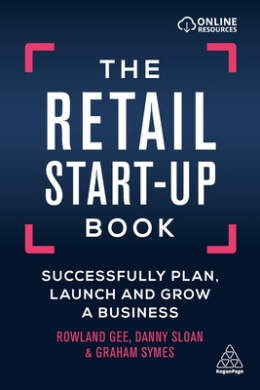 ONLINE
RESOURCES
THE
RETAIL
START-UP
BOOK
SUCCESSFULLY PLAN,
LAUNCH AND GROW
A BUSINESS
ROWLAND GEE, DANNY SLOAN
& GRAHAM SYMES
KoganPage